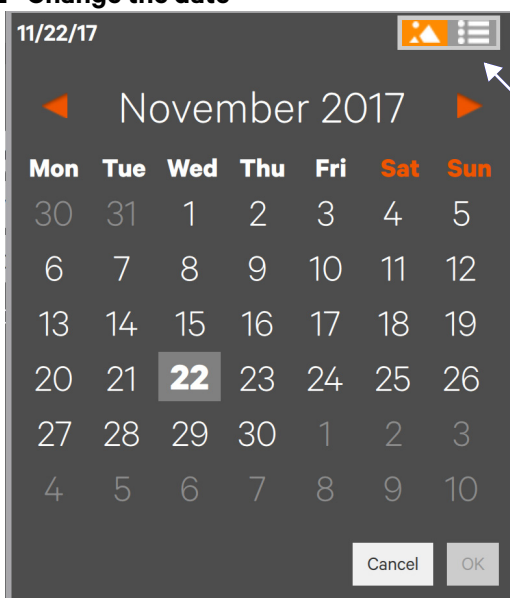 Change the date
11/22/17
November 2017
Mon Tue Wed Thu Fri Sat Sun
30 31 1 2 3 4 5
6 7 8 9 10 11 12
13 14 15 16 17 18 19
20 21 22 23 24 25 26
27 28 29 30 1 2 3
4 5 6 7 8 9 10
Cancel OK